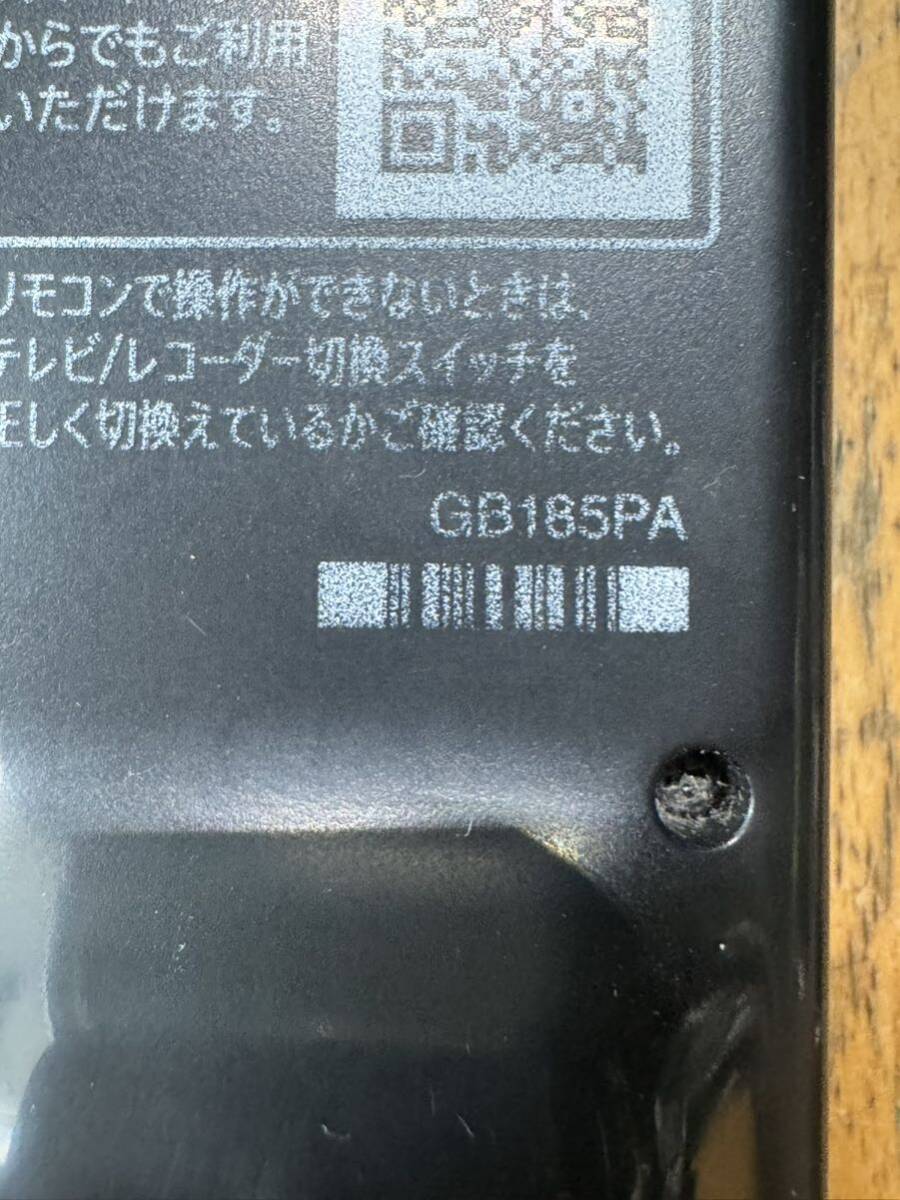 からでもご利用
いただけます。
リモコンで操作ができないときは、
テレビ/レコーダー切換スイッチを
正しく切換えているかご確認ください。
GB185PA